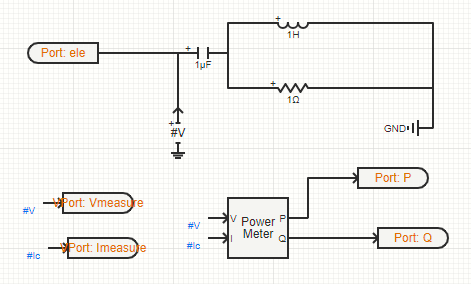 +
1H
Port: ele
+
1μF
+
1Ω
+
#V
GND
Port: P
#V
Port: Vmeasure
#V
V
Power
Meter
P
#Ic
I
Q
Port: Q
#Ic
Port: Imeasure